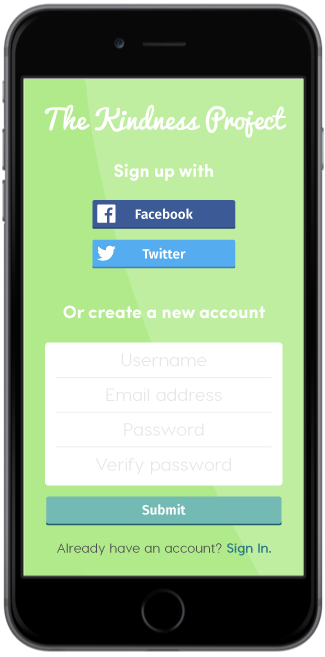 The Kindness Project
Sign up with
Facebook
Twitter
Or create a new account
Username
Email address
Password
Verify password
Submit
Already have an account? Sign In.